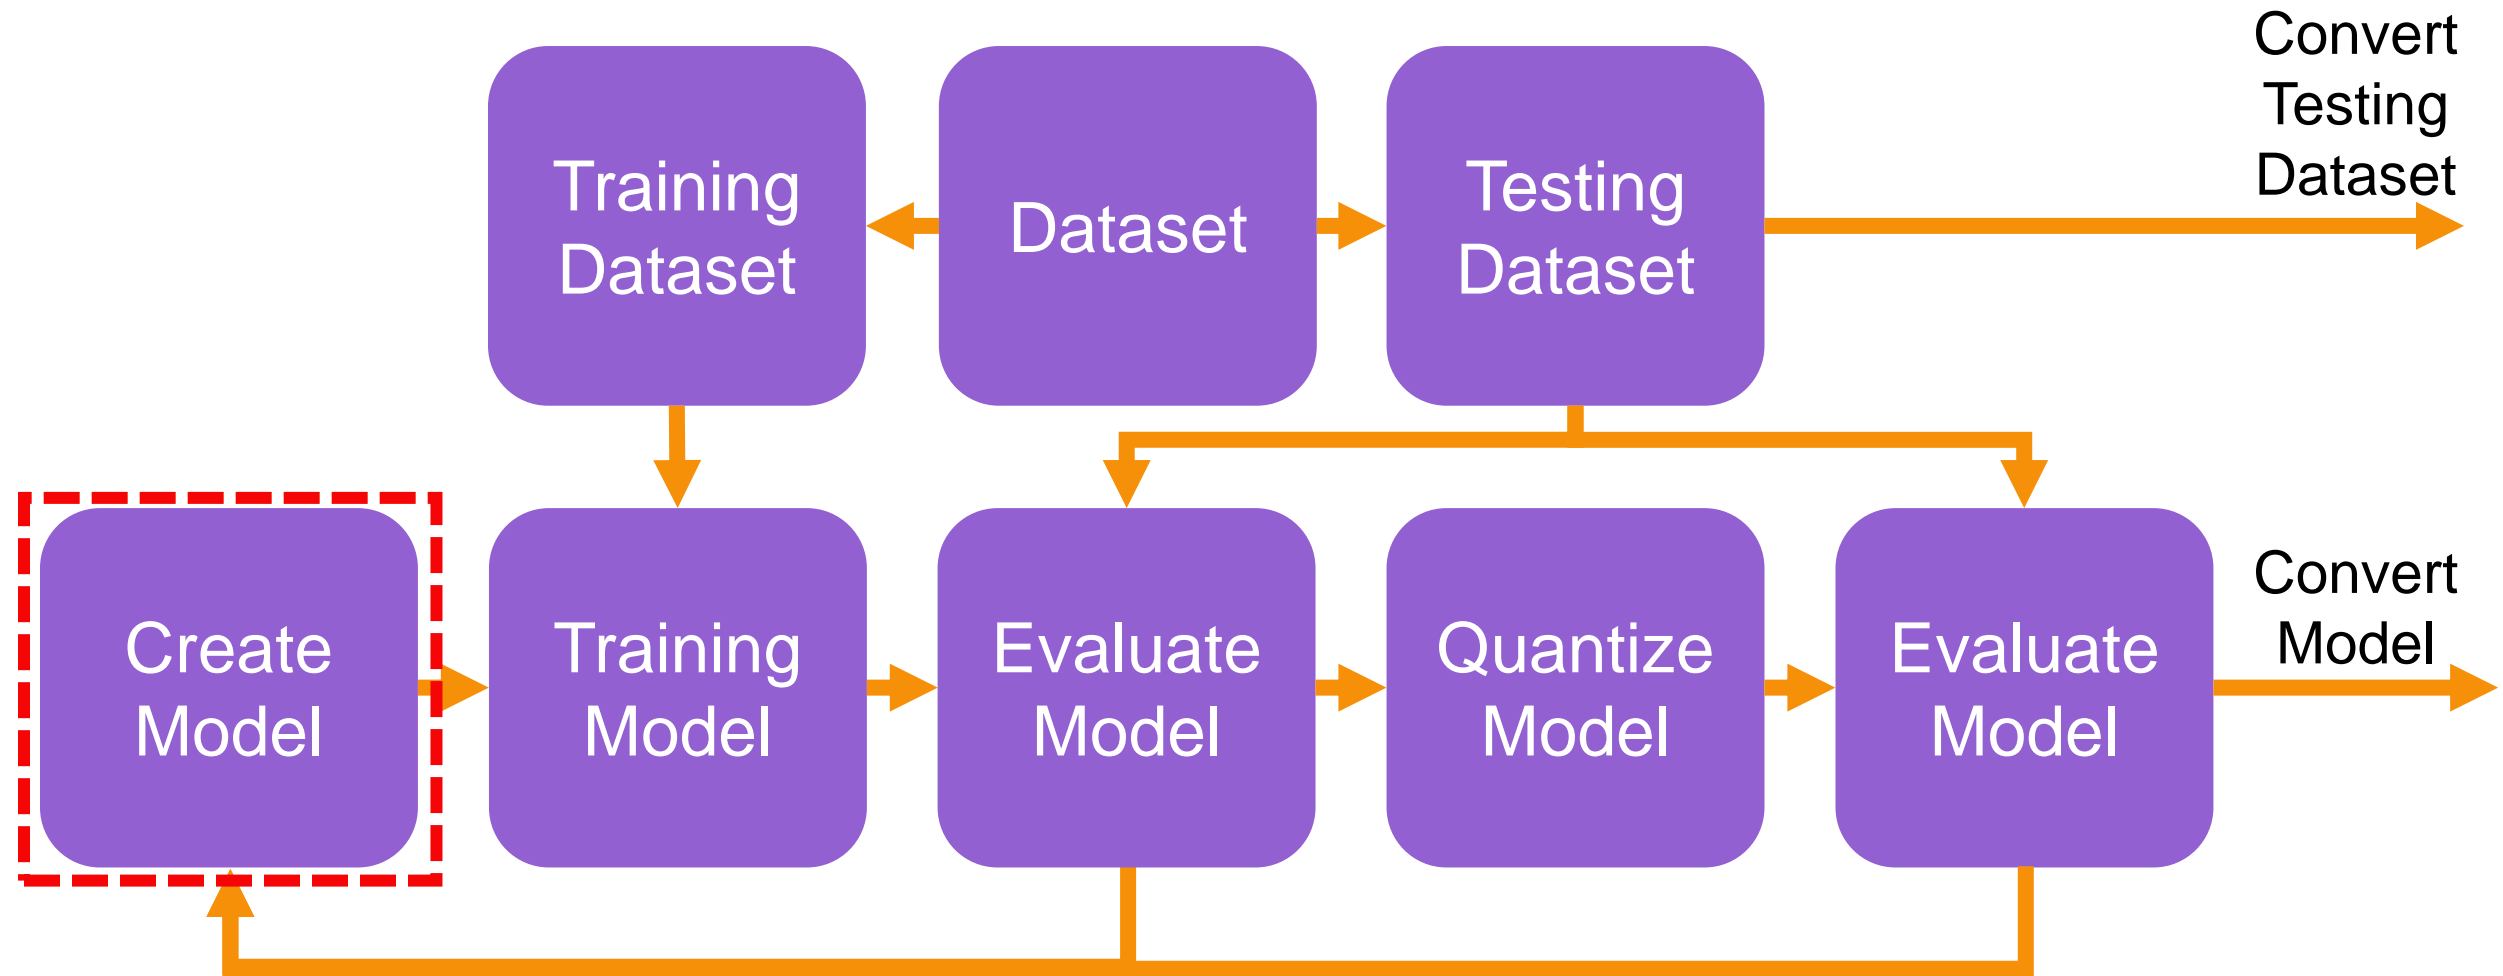 Convert
Testing
Dataset
Training
Dataset
Dataset
Testing
Dataset
Create
Model
Training
Model
Evaluate
Model
Quantize
Model
Evaluate
Model
Convert
Model